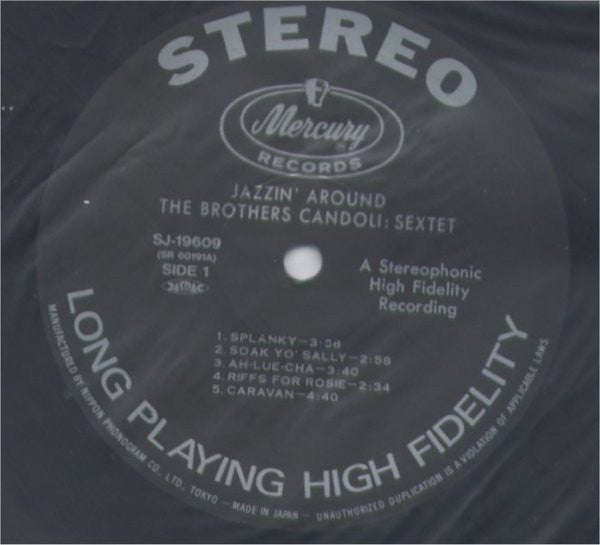 STEREO
Mercury
RECORDS
JAZZIN' AROUND
THE BROTHERS CANDOLI: SEXTET
SJ-19609
(SR 60191A)
SIDE 1
JASRAC
A Stereophonic
High Fidelity
Recording
1. SPLANKY—3:38
2. SOAK YO' SALLY—2:58
3. AH-LUE-CHA—3:40
4. RIFFS FOR ROSIE—2:34
5. CARAVAN—4:40
LONG PLAYING HIGH FIDELITY
MANUFACTURED BY NIPPON PHONOGRAM CO., LTD., TOKYO — MADE IN JAPAN — UNAUTHORIZED DUPLICATION IS A VIOLATION OF APPLICABLE LAWS